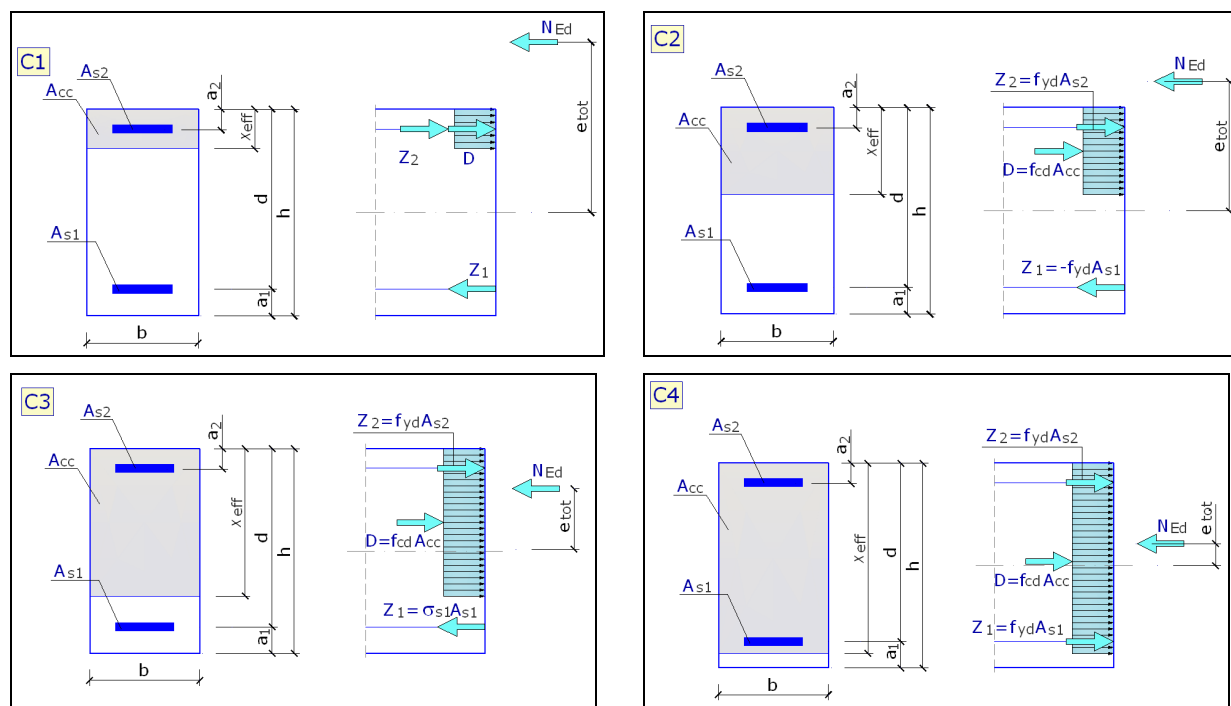 C1
NEd
As2
a2
Acc
xeff
etot
Z2
D
d
h
As1
Z1
a1
b
C2
NEd
As2
a2
Z2=fydAs2
Acc
xeff
etot
D=fcdAcc
d
h
As1
Z1=-fydAs1
a1
b
C3
As2
a2
Z2=fydAs2
Acc
NEd
xeff
etot
D=fcdAcc
d
h
As1
Z1=σs1As1
a1
b
C4
As2
a2
Z2=fydAs2
Acc
NEd
xeff
etot
d
h
D=fcdAcc
As1
Z1=fydAs1
a1
b